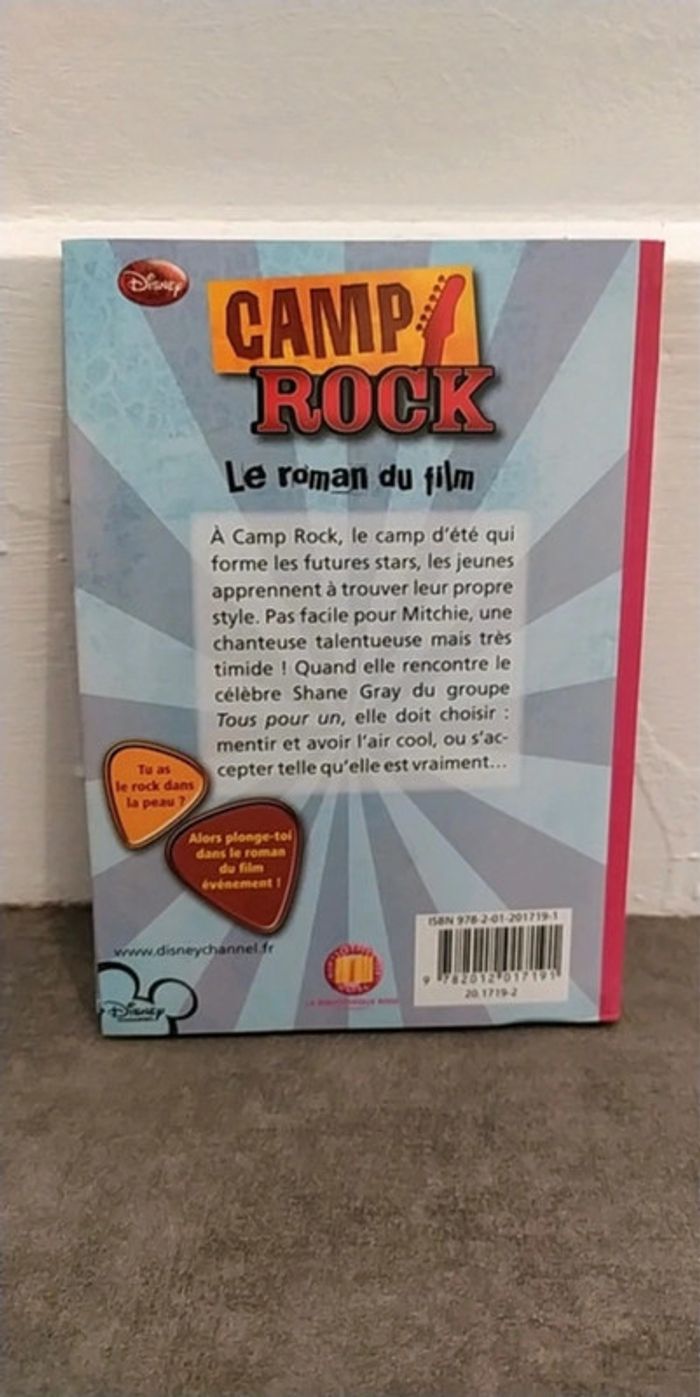 Disney
CAMP
ROCK
Le roman du film
À Camp Rock, le camp d'été qui
forme les futures stars, les jeunes
apprennent à trouver leur propre
style. Pas facile pour Mitchie, une
chanteuse talentueuse mais très
timide ! Quand elle rencontre le
célèbre Shane Gray du groupe
Tous pour un, elle doit choisir :
mentir et avoir l'air cool, ou s'ac-
cepter telle qu'elle est vraiment...
Tu as
le rock dans
la peau ?
Alors plonge-toi
dans le roman
du film
événement !
www.disneychannel.fr
Disney
LA BIBLIOTHÈQUE ROSE
ISBN 978-2-01-201719-1
9 782012 017191
20.1719-2